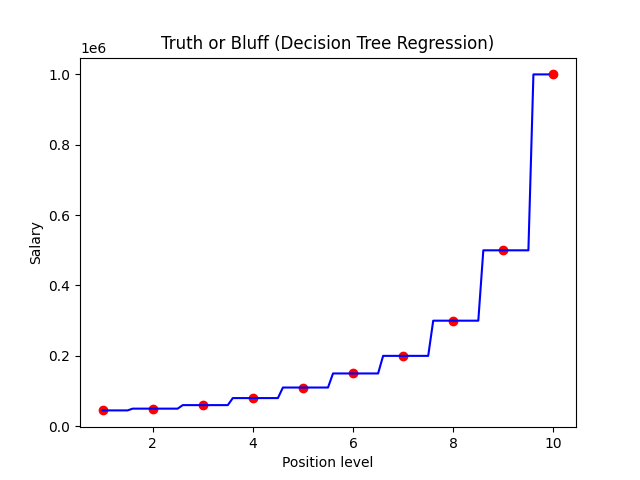 Truth or Bluff (Decision Tree Regression)
1e6
1.0
0.8
0.6
0.4
0.2
0.0
Salary
2 4 6 8 10
Position level